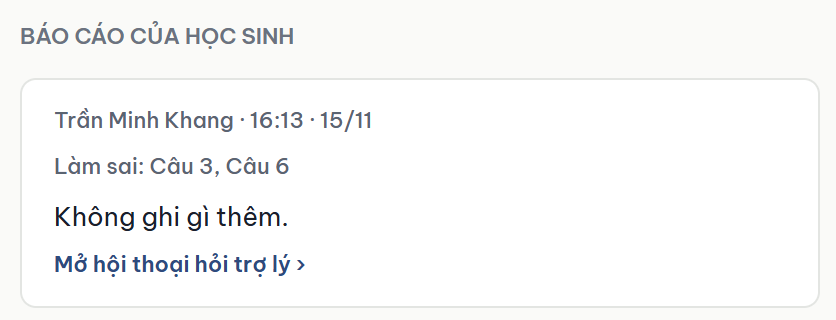 BÁO CÁO CỦA HỌC SINH
Trần Minh Khang · 16:13 · 15/11
Làm sai: Câu 3, Câu 6
Không ghi gì thêm.
Mở hội thoại hỏi trợ lý ›